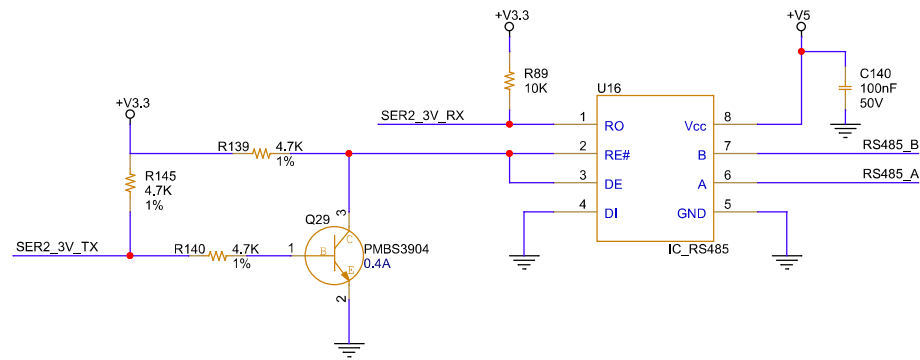 +V3.3
+V5
R89
10K
C140
100nF
50V
U16
+V3.3
SER2_3V_RX
1
RO
Vcc
8
R139
4.7K
1%
2
RE#
B
7
RS485_B
R145
4.7K
1%
3
DE
A
6
RS485_A
Q29
3
4
DI
GND
5
SER2_3V_TX
R140
4.7K
1%
1
B
C
E
PMBS3904
0.4A
IC_RS485
2